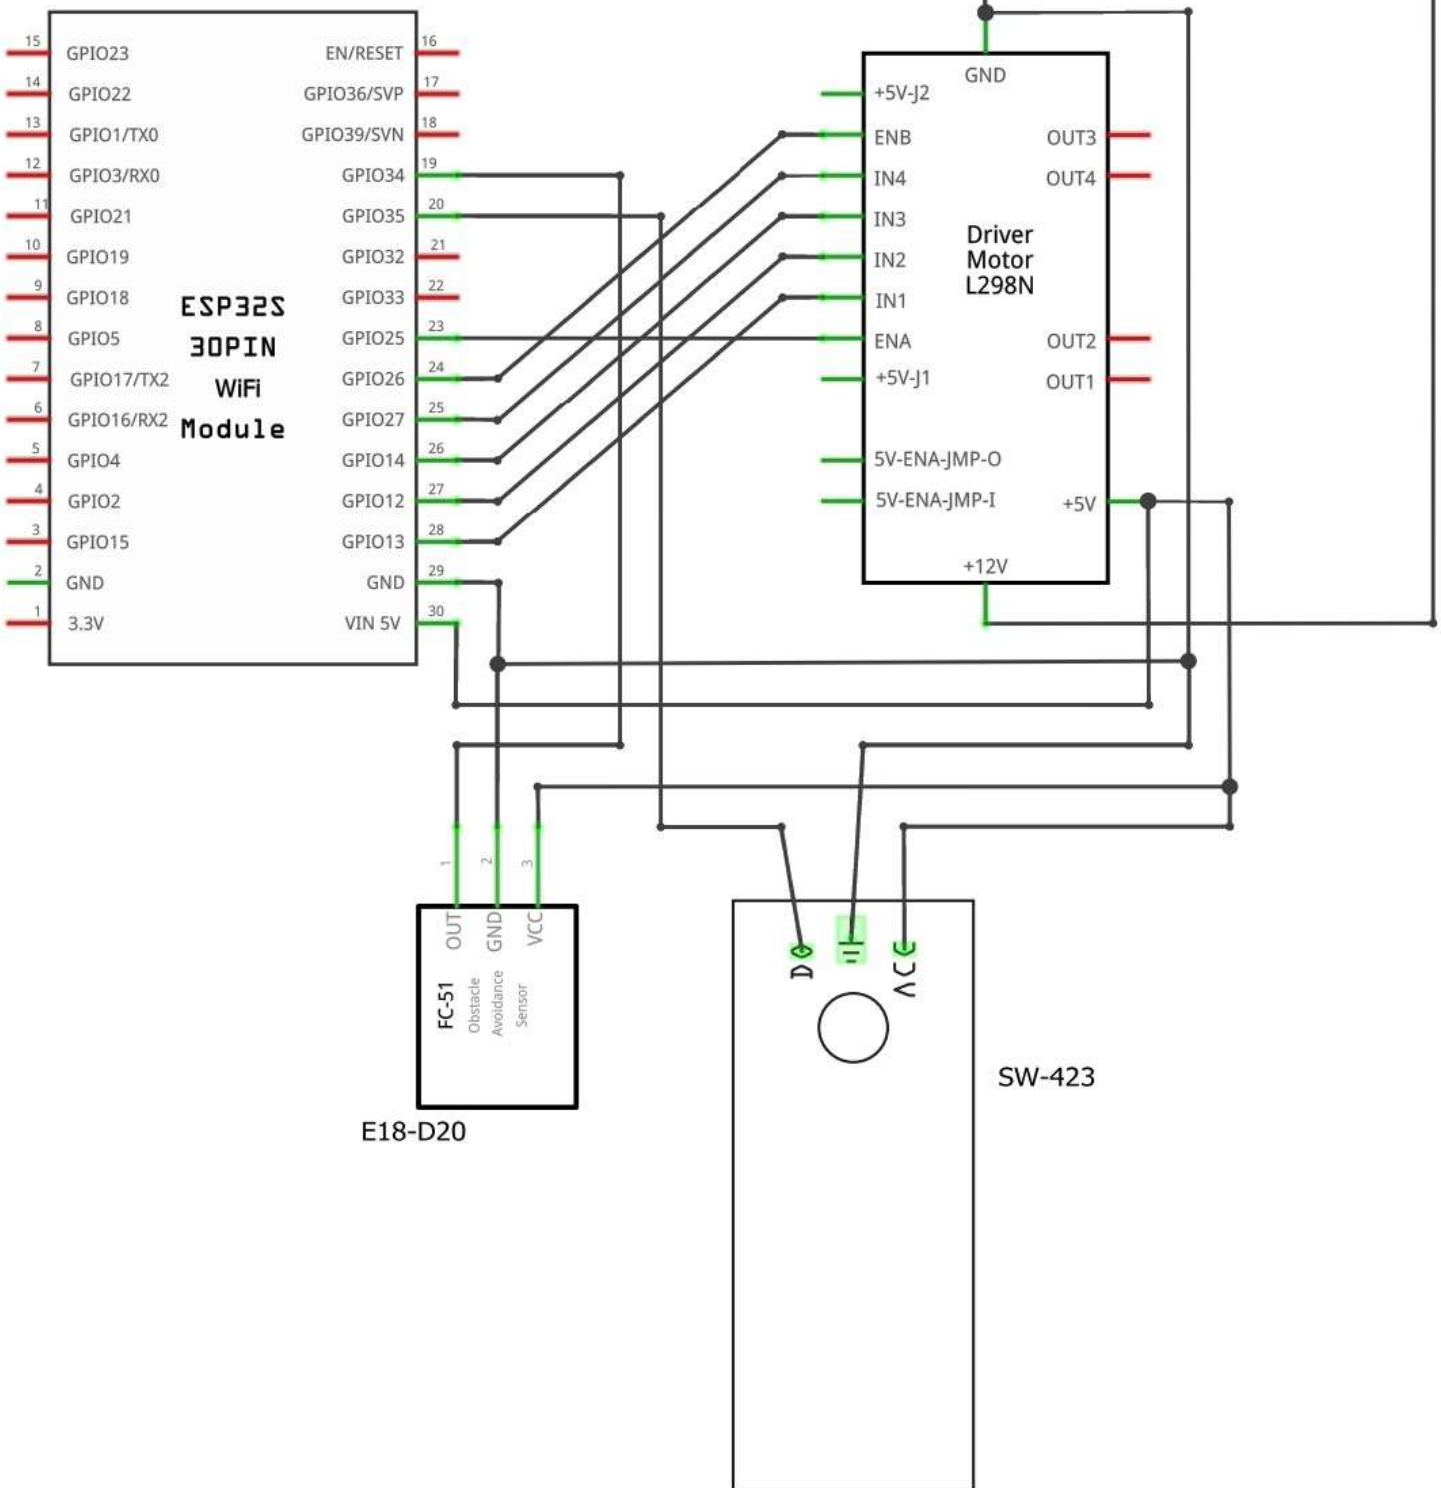 15 GPIO23 EN/RESET 16
14 GPIO22 GPIO36/SVP 17
13 GPIO1/TX0 GPIO39/SVN 18
12 GPIO3/RX0 GPIO34 19
11 GPIO21 GPIO35 20
10 GPIO19 GPIO32 21
9 GPIO18 GPIO33 22
8 GPIO5 GPIO25 23
7 GPIO17/TX2 GPIO26 24
6 GPIO16/RX2 GPIO27 25
5 GPIO4 GPIO14 26
4 GPIO2 GPIO12 27
3 GPIO15 GPIO13 28
2 GND GND 29
1 3.3V VIN 5V 30
ESP32S
30PIN
WiFi
Module
GND
+5V-J2
ENB OUT3
IN4 OUT4
IN3
IN2
IN1
ENA OUT2
+5V-J1 OUT1
5V-ENA-JMP-O
5V-ENA-JMP-I +5V
+12V
Driver
Motor
L298N
1 2 3
OUT
GND
VCC
FC-51
Obstacle
Avoidance
Sensor
E18-D20
D
VC
SW-423